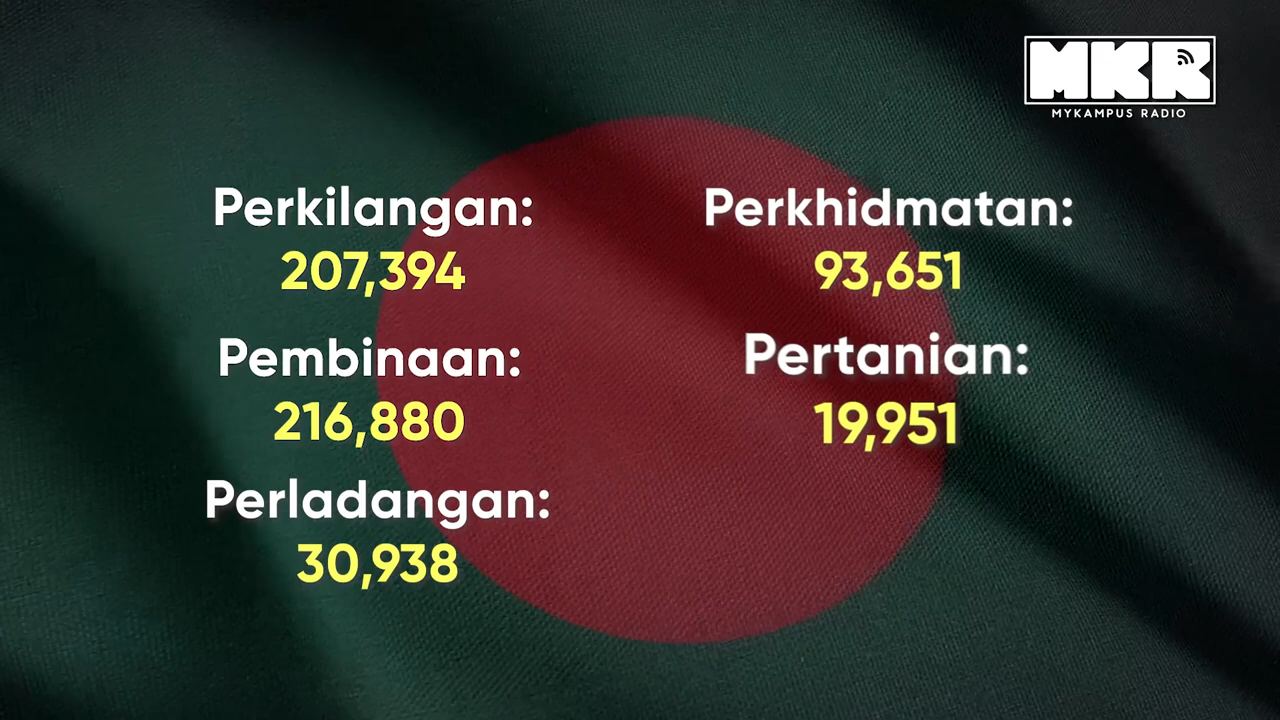 MKR
MYKAMPUS RADIO
Perkilangan:
207,394
Pembinaan:
216,880
Perladangan:
30,938
Perkhidmatan:
93,651
Pertanian:
19,951